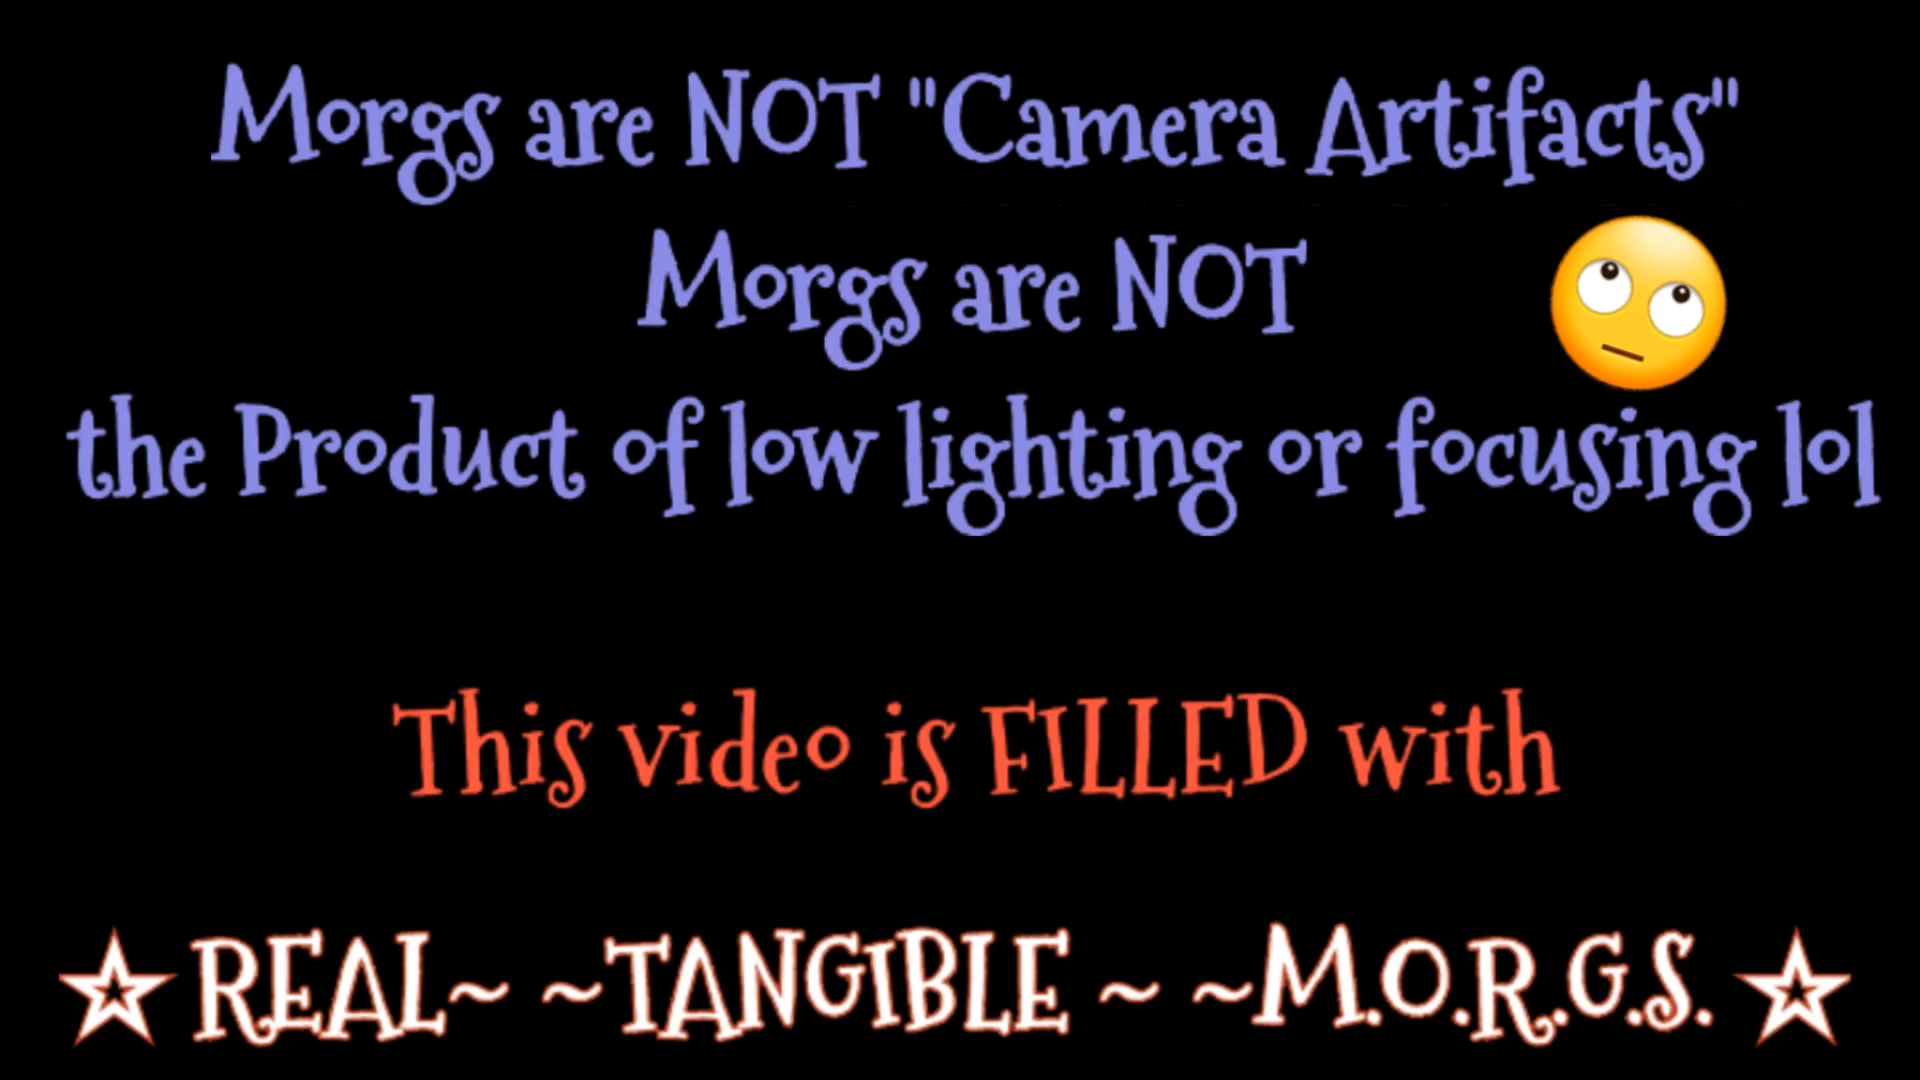 Morgs are NOT "Camera Artifacts"
Morgs are NOT
the Product of low lighting or focusing lol
This video is FILLED with
☆ REAL~ ~TANGIBLE ~ ~M.O.R.G.S. ☆